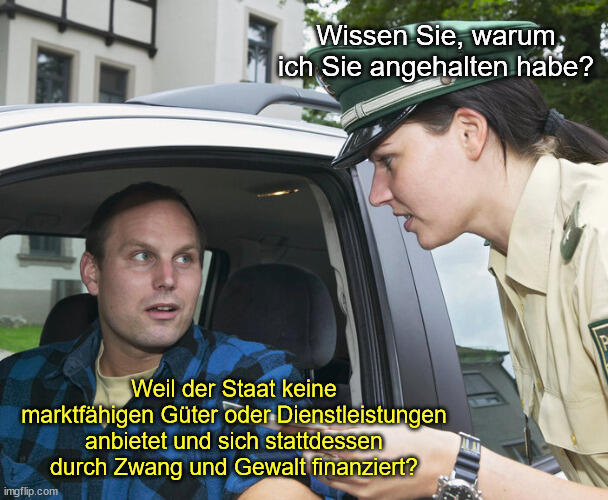 Wissen Sie, warum
ich Sie angehalten habe?
Weil der Staat keine
marktfähigen Güter oder Dienstleistungen
anbietet und sich stattdessen
durch Zwang und Gewalt finanziert?
imgflip.com